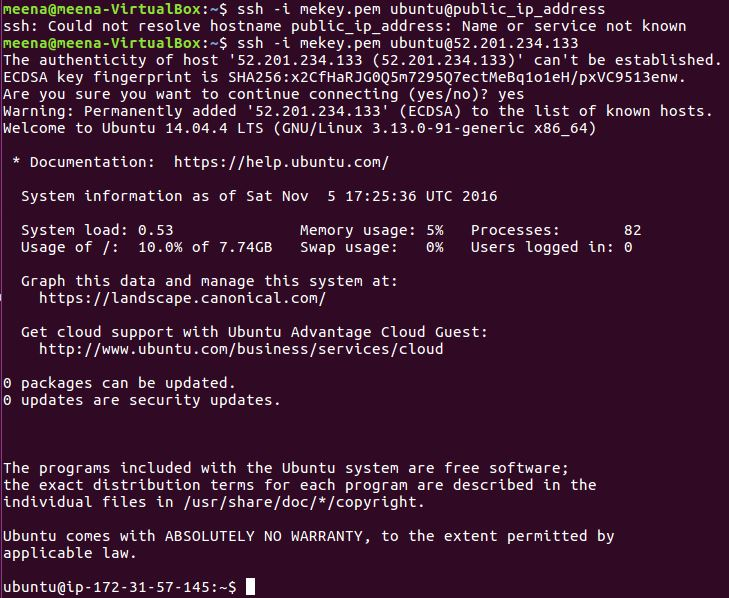 meena@meena-VirtualBox:~$ ssh -i mekey.pem ubuntu@public_ip_address
ssh: Could not resolve hostname public_ip_address: Name or service not known
meena@meena-VirtualBox:~$ ssh -i mekey.pem ubuntu@52.201.234.133
The authenticity of host '52.201.234.133 (52.201.234.133)' can't be established.
ECDSA key fingerprint is SHA256:x2CfHaRJG0Q5m7295Q7ectMeBq1o1eH/pxVC9513enw.
Are you sure you want to continue connecting (yes/no)? yes
Warning: Permanently added '52.201.234.133' (ECDSA) to the list of known hosts.
Welcome to Ubuntu 14.04.4 LTS (GNU/Linux 3.13.0-91-generic x86_64)
* Documentation:  https://help.ubuntu.com/
System information as of Sat Nov  5 17:25:36 UTC 2016
System load: 0.53              Memory usage: 5%   Processes:       82
Usage of /:  10.0% of 7.74GB   Swap usage:   0%   Users logged in: 0
Graph this data and manage this system at:
https://landscape.canonical.com/
Get cloud support with Ubuntu Advantage Cloud Guest:
http://www.ubuntu.com/business/services/cloud
0 packages can be updated.
0 updates are security updates.
The programs included with the Ubuntu system are free software;
the exact distribution terms for each program are described in the
individual files in /usr/share/doc/*/copyright.
Ubuntu comes with ABSOLUTELY NO WARRANTY, to the extent permitted by
applicable law.
ubuntu@ip-172-31-57-145:~$